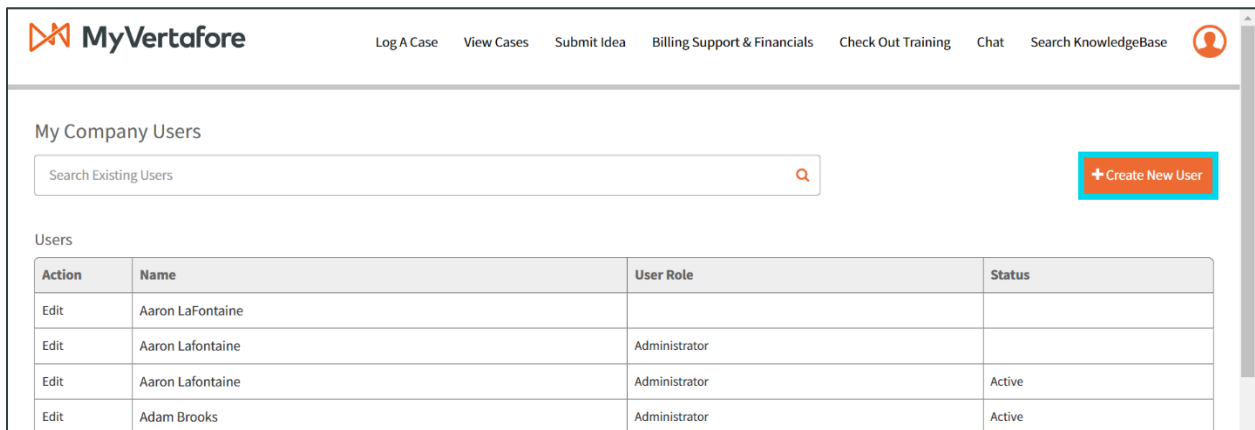 MyVertafore
Log A Case View Cases Submit Idea Billing Support & Financials Check Out Training Chat Search KnowledgeBase
My Company Users
Search Existing Users
+ Create New User
Users
Action Name User Role Status
Edit Aaron LaFontaine
Edit Aaron Lafontaine Administrator
Edit Aaron Lafontaine Administrator Active
Edit Adam Brooks Administrator Active